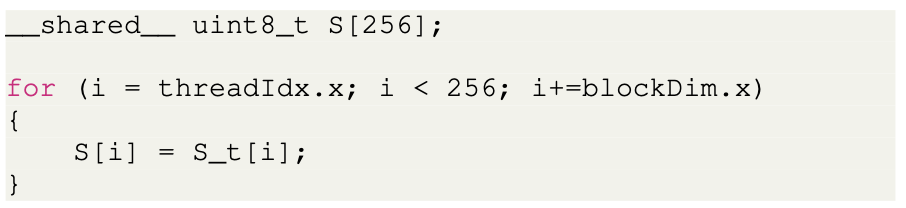 __shared__ uint8_t S[256];
for (i = threadIdx.x; i < 256; i+=blockDim.x)
{
    S[i] = S_t[i];
}